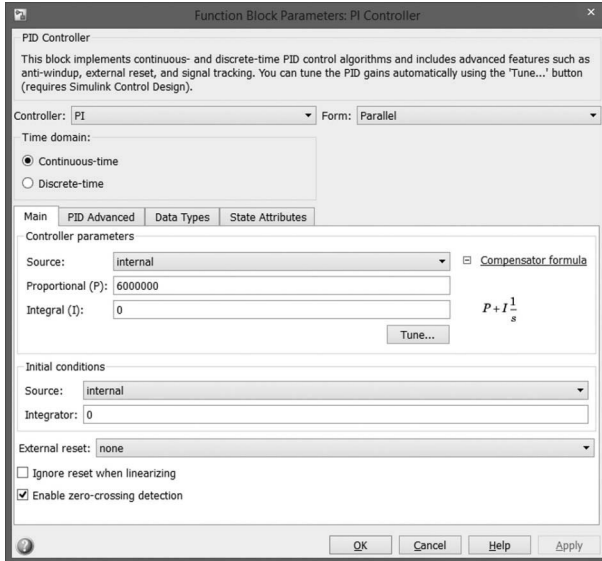 Function Block Parameters: PI Controller
PID Controller
This block implements continuous- and discrete-time PID control algorithms and includes advanced features such as
anti-windup, external reset, and signal tracking. You can tune the PID gains automatically using the 'Tune...' button
(requires Simulink Control Design).
Controller: PI Form: Parallel
Time domain:
Continuous-time
Discrete-time
Main PID Advanced Data Types State Attributes
Controller parameters
Source: internal Compensator formula
Proportional (P): 6000000
Integral (I): 0
P+I 1/s
Tune...
Initial conditions
Source: internal
Integrator: 0
External reset: none
Ignore reset when linearizing
Enable zero-crossing detection
OK Cancel Help Apply